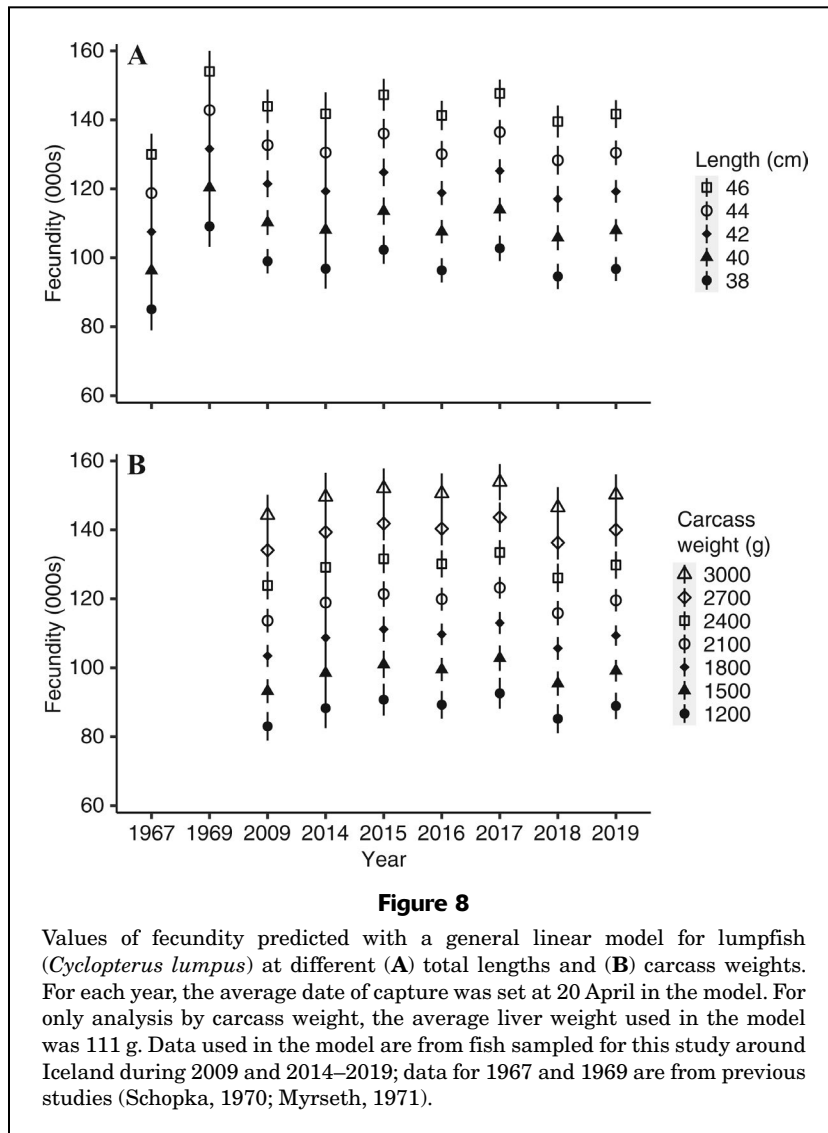 A
160
140
120
100
80
60
Fecundity (000s)
Length (cm)
46
44
42
40
38
B
160
140
120
100
80
60
Fecundity (000s)
Carcass
weight (g)
3000
2700
2400
2100
1800
1500
1200
1967 1969 2009 2014 2015 2016 2017 2018 2019
Year
Figure 8
Values of fecundity predicted with a general linear model for lumpfish
(Cyclopterus lumpus) at different (A) total lengths and (B) carcass weights.
For each year, the average date of capture was set at 20 April in the model. For
only analysis by carcass weight, the average liver weight used in the model
was 111 g. Data used in the model are from fish sampled for this study around
Iceland during 2009 and 2014–2019; data for 1967 and 1969 are from previous
studies (Schopka, 1970; Myrseth, 1971).